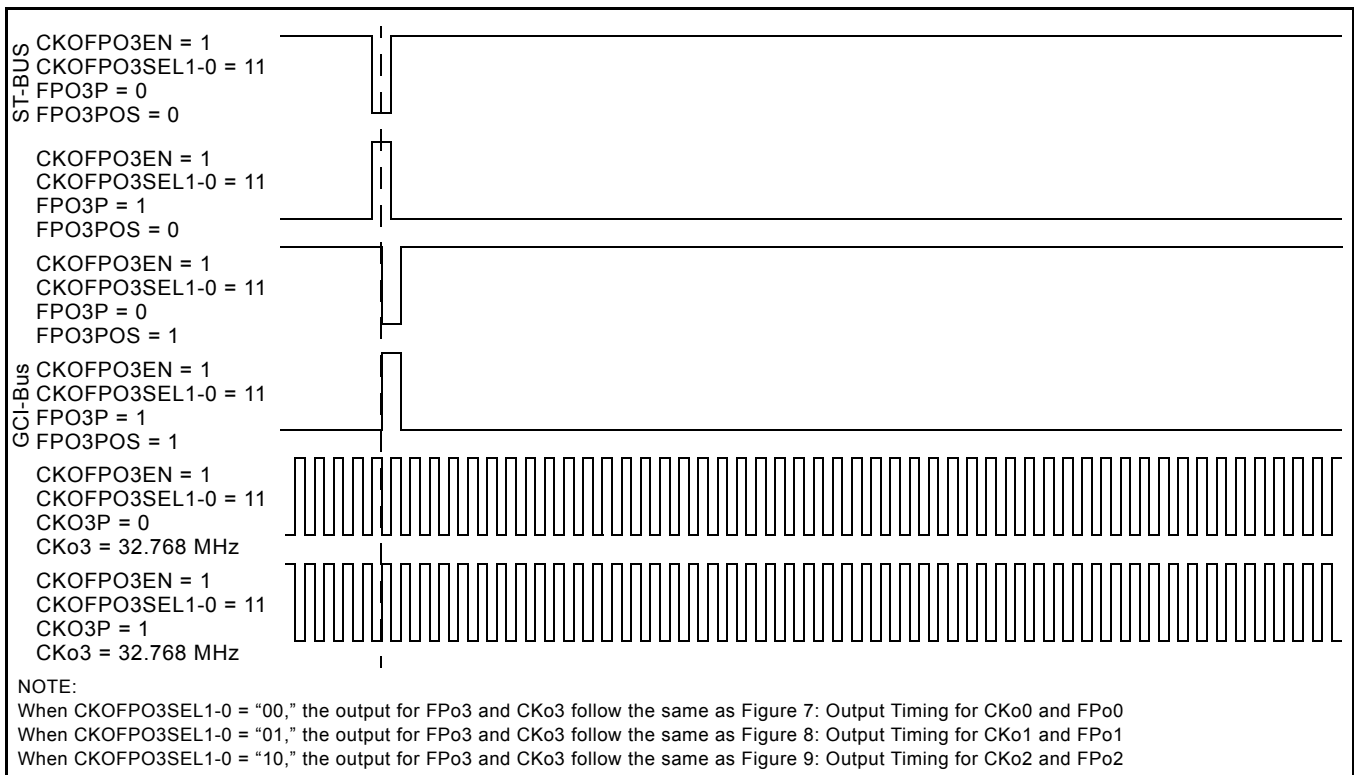 ST-BUS
CKOFPO3EN = 1
CKOFPO3SEL1-0 = 11
FPO3P = 0
FPO3POS = 0
CKOFPO3EN = 1
CKOFPO3SEL1-0 = 11
FPO3P = 1
FPO3POS = 0
CKOFPO3EN = 1
CKOFPO3SEL1-0 = 11
FPO3P = 0
FPO3POS = 1
GCI-Bus
CKOFPO3EN = 1
CKOFPO3SEL1-0 = 11
FPO3P = 1
FPO3POS = 1
CKOFPO3EN = 1
CKOFPO3SEL1-0 = 11
CKO3P = 0
CKo3 = 32.768 MHz
CKOFPO3EN = 1
CKOFPO3SEL1-0 = 11
CKO3P = 1
CKo3 = 32.768 MHz
NOTE:
When CKOFPO3SEL1-0 = “00,” the output for FPo3 and CKo3 follow the same as Figure 7: Output Timing for CKo0 and FPo0
When CKOFPO3SEL1-0 = “01,” the output for FPo3 and CKo3 follow the same as Figure 8: Output Timing for CKo1 and FPo1
When CKOFPO3SEL1-0 = “10,” the output for FPo3 and CKo3 follow the same as Figure 9: Output Timing for CKo2 and FPo2